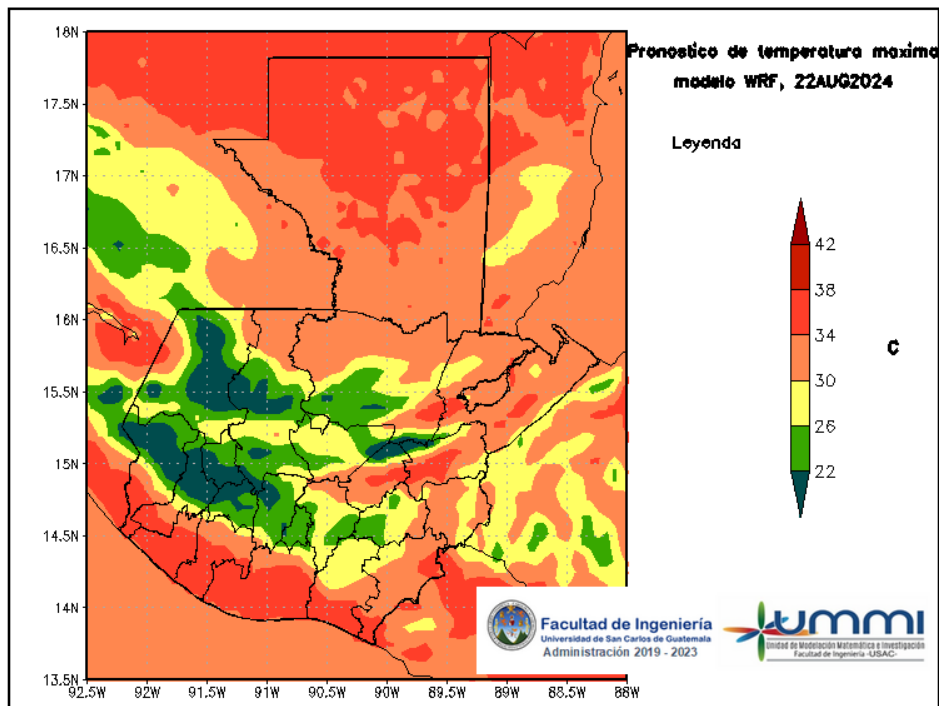 Pronostico de temperatura maxima
modelo WRF, 22AUG2024
Leyenda
42
38
34
30
26
22
C
18N
17.5N
17N
16.5N
16N
15.5N
15N
14.5N
14N
13.5N
92.5W 92W 91.5W 91W 90.5W 90W 89.5W 89W 88.5W 88W
Facultad de Ingeniería
Universidad de San Carlos de Guatemala
Administración 2019 - 2023
ummi
Unidad de Modelación Matemática e Investigación
Facultad de Ingeniería -USAC-